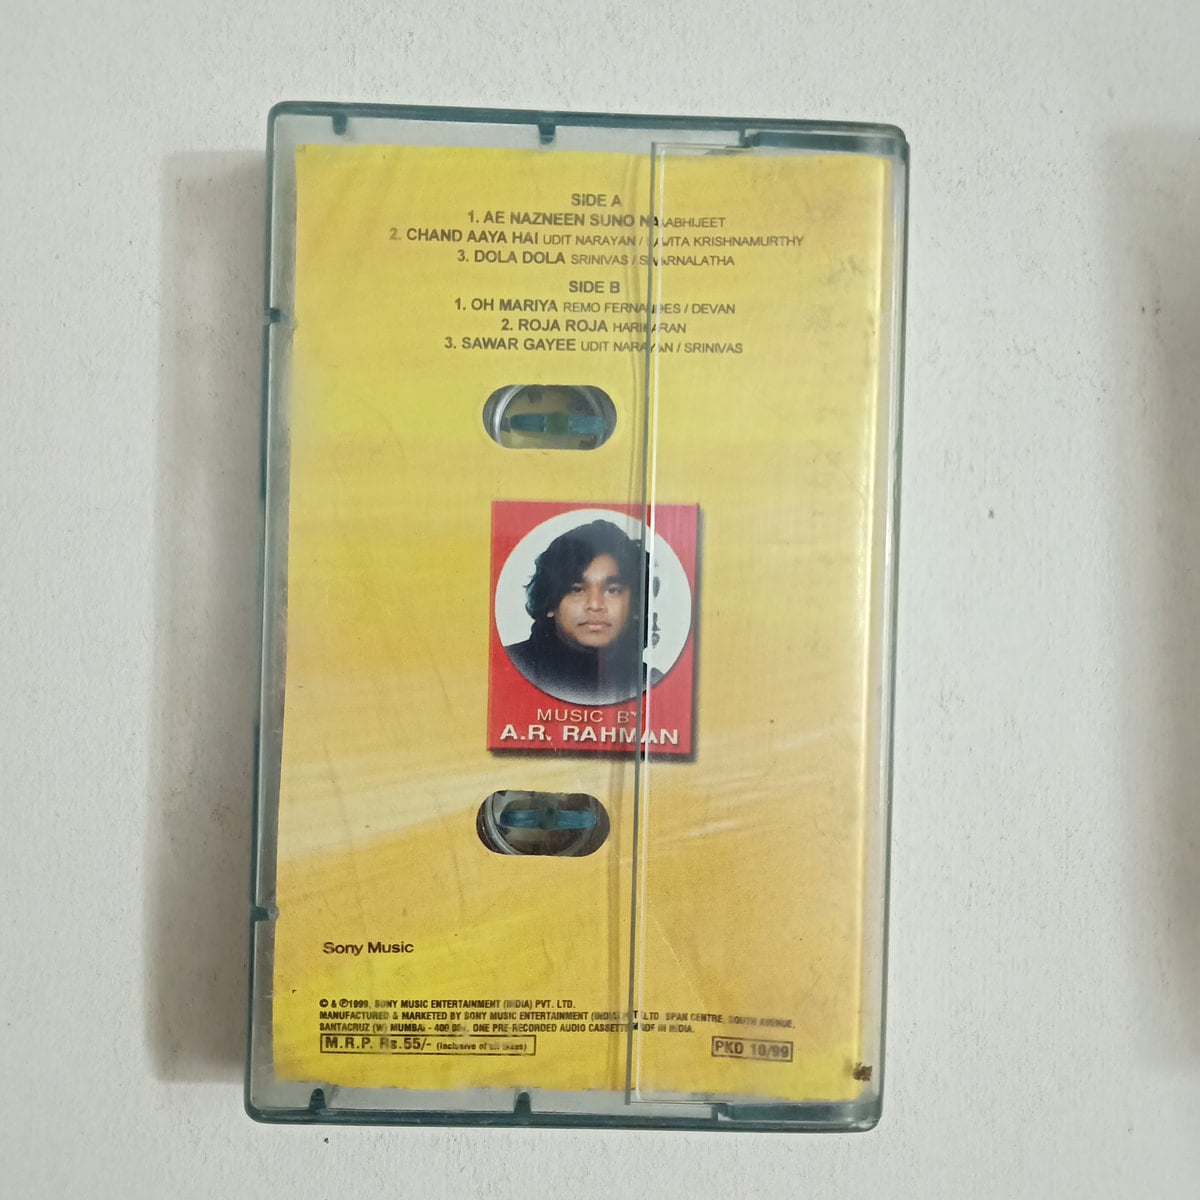 SIDE A
1. AE NAZNEEN SUNO NA ABHIJEET
2. CHAND AAYA HAI UDIT NARAYAN / KAVITA KRISHNAMURTHY
3. DOLA DOLA SRINIVAS / SWARNALATHA
SIDE B
1. OH MARIYA REMO FERNANDES / DEVAN
2. ROJA ROJA HARIHARAN
3. SAWAR GAYEE UDIT NARAYAN / SRINIVAS
MUSIC BY
A.R. RAHMAN
Sony Music
© & ℗1999, SONY MUSIC ENTERTAINMENT (INDIA) PVT. LTD.
MANUFACTURED & MARKETED BY SONY MUSIC ENTERTAINMENT (INDIA) PVT LTD. SPAN CENTRE, SOUTH AVENUE,
SANTACRUZ (W) MUMBAI - 400 054. ONE PRE-RECORDED AUDIO CASSETTE MADE IN INDIA.
M.R.P. Rs.55/- (Inclusive of all taxes)
PKD 10/99